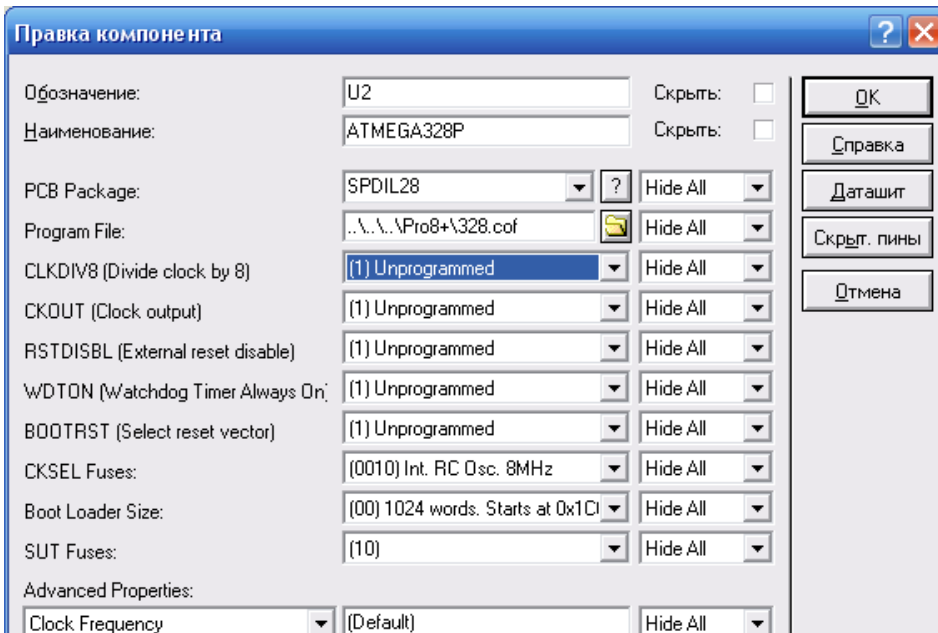 Правка компонента
Обозначение: U2 Скрыть: OK
Наименование: ATMEGA328P Скрыть: Справка
PCB Package: SPDIL28 ? Hide All Даташит
Program File: ..\..\..\Pro8+\328.cof Hide All Скрыт. пины
CLKDIV8 (Divide clock by 8) (1) Unprogrammed Hide All Отмена
CKOUT (Clock output) (1) Unprogrammed Hide All
RSTDISBL (External reset disable) (1) Unprogrammed Hide All
WDTON (Watchdog Timer Always On) (1) Unprogrammed Hide All
BOOTRST (Select reset vector) (1) Unprogrammed Hide All
CKSEL Fuses: (0010) Int. RC Osc. 8MHz Hide All
Boot Loader Size: (00) 1024 words. Starts at 0x1C Hide All
SUT Fuses: (10) Hide All
Advanced Properties:
Clock Frequency (Default) Hide All